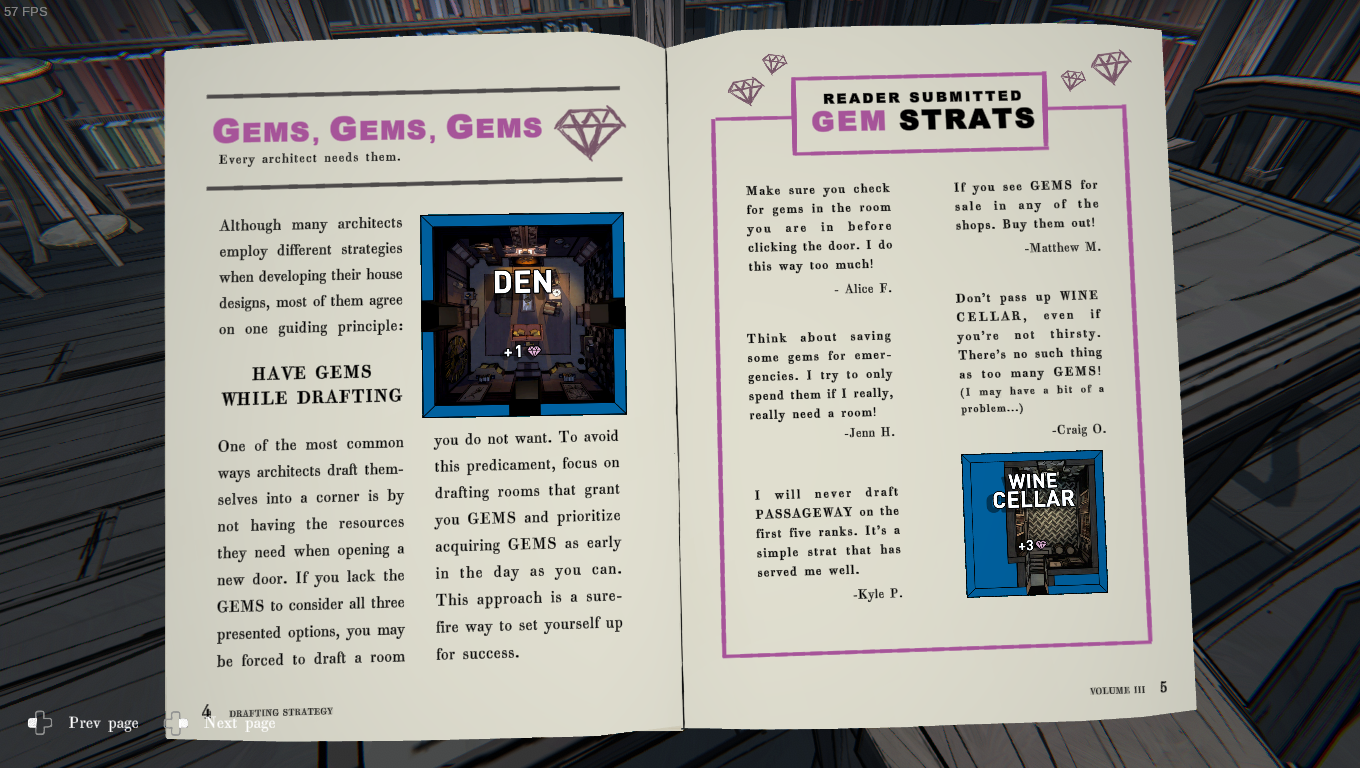 57 FPS
GEMS, GEMS, GEMS
Every architect needs them.
Although many architects
employ different strategies
when developing their house
designs, most of them agree
on one guiding principle:
HAVE GEMS
WHILE DRAFTING
DEN
+1
One of the most common
ways architects draft them-
selves into a corner is by
not having the resources
they need when opening a
new door. If you lack the
GEMS to consider all three
presented options, you may
be forced to draft a room
you do not want. To avoid
this predicament, focus on
drafting rooms that grant
you GEMS and prioritize
acquiring GEMS as early
in the day as you can.
This approach is a sure-
fire way to set yourself up
for success.
4 DRAFTING STRATEGY
READER SUBMITTED
GEM STRATS
Make sure you check
for gems in the room
you are in before
clicking the door. I do
this way too much!
- Alice F.
Think about saving
some gems for emer-
gencies. I try to only
spend them if I really,
really need a room!
-Jenn H.
I will never draft
PASSAGEWAY on the
first five ranks. It's a
simple strat that has
served me well.
-Kyle P.
If you see GEMS for
sale in any of the
shops. Buy them out!
-Matthew M.
Don't pass up WINE
CELLAR, even if
you're not thirsty.
There's no such thing
as too many GEMS!
(I may have a bit of a
problem...)
-Craig O.
WINE
CELLAR
+3
VOLUME III 5
Prev page
Next page